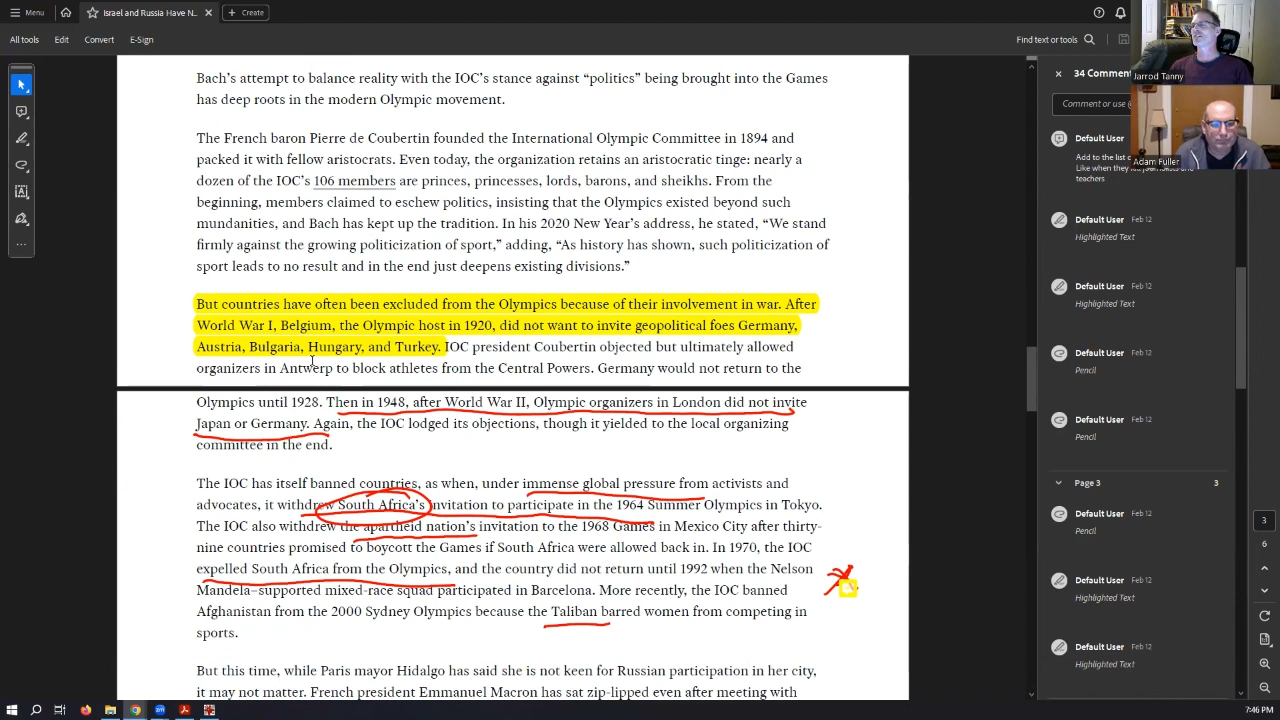 Menu
Israel and Russia Have N...
Create
All tools
Edit
Convert
E-Sign
Find text or tools
Bach's attempt to balance reality with the IOC's stance against “politics” being brought into the Games
has deep roots in the modern Olympic movement.
The French baron Pierre de Coubertin founded the International Olympic Committee in 1894 and
packed it with fellow aristocrats. Even today, the organization retains an aristocratic tinge: nearly a
dozen of the IOC's 106 members are princes, princesses, lords, barons, and sheikhs. From the
beginning, members claimed to eschew politics, insisting that the Olympics existed beyond such
mundanities, and Bach has kept up the tradition. In his 2020 New Year's address, he stated, “We stand
firmly against the growing politicization of sport,” adding, “As history has shown, such politicization of
sport leads to no result and in the end just deepens existing divisions.”
But countries have often been excluded from the Olympics because of their involvement in war. After
World War I, Belgium, the Olympic host in 1920, did not want to invite geopolitical foes Germany,
Austria, Bulgaria, Hungary, and Turkey. IOC president Coubertin objected but ultimately allowed
organizers in Antwerp to block athletes from the Central Powers. Germany would not return to the
Olympics until 1928. Then in 1948, after World War II, Olympic organizers in London did not invite
Japan or Germany. Again, the IOC lodged its objections, though it yielded to the local organizing
committee in the end.
The IOC has itself banned countries, as when, under immense global pressure from activists and
advocates, it withdrew South Africa's invitation to participate in the 1964 Summer Olympics in Tokyo.
The IOC also withdrew the apartheid nation's invitation to the 1968 Games in Mexico City after thirty-
nine countries promised to boycott the Games if South Africa were allowed back in. In 1970, the IOC
expelled South Africa from the Olympics, and the country did not return until 1992 when the Nelson
Mandela–supported mixed-race squad participated in Barcelona. More recently, the IOC banned
Afghanistan from the 2000 Sydney Olympics because the Taliban barred women from competing in
sports.
But this time, while Paris mayor Hidalgo has said she is not keen for Russian participation in her city,
it may not matter. French president Emmanuel Macron has sat zip-lipped even after meeting with
34 Comme
Comment or use @
Default User
Add to the list o
Like when they
teachers
Default User Feb 12
Highlighted Text
Default User Feb 12
Highlighted Text
Default User Feb 12
Pencil
Default User Feb 12
Pencil
Page 3 3
Default User Feb 12
Pencil
Default User Feb 12
Highlighted Text
Default User Feb 12
Highlighted Text
3
6
Jarrod Tanny
Adam Fuller
7:46 PM